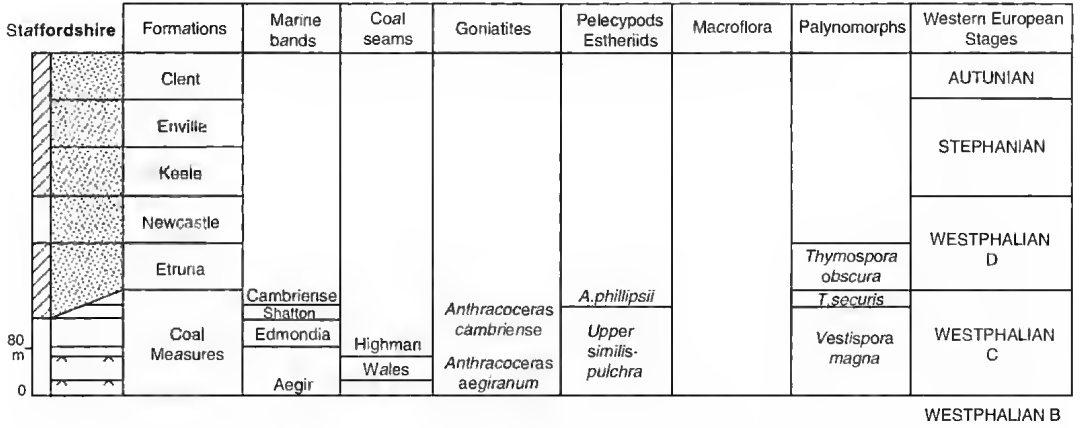 Staffordshire
Formations
Marine
bands
Coal
seams
Goniatites
Pelecypods
Estheriids
Macroflora
Palynomorphs
Western European
Stages
Clent
AUTUNIAN
Enville
STEPHANIAN
Keele
Newcastle
WESTPHALIAN
D
Etruria
Thymospora
obscura
Cambriense
A.phillipsii
T.securis
Shafton
Anthracoceras
cambriense
Edmondia
Upper
similis-
pulchra
Vestispora
magna
WESTPHALIAN
C
Coal
Measures
80
m
Highman
Wales
Anthracoceras
aegiranum
Aegir
0
WESTPHALIAN B